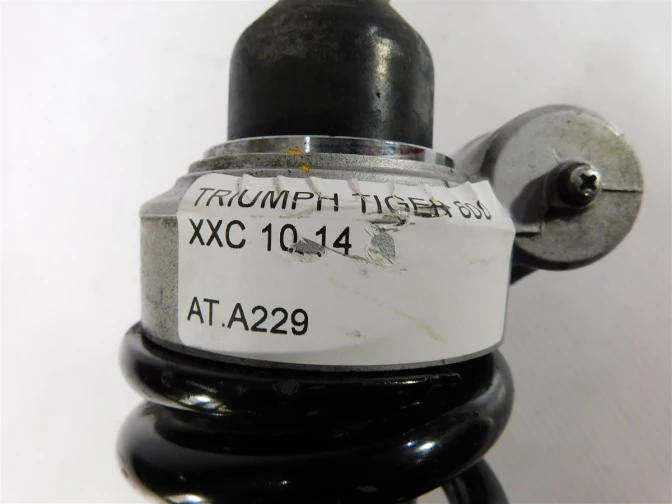 TRIUMPH TIGER 800
XXC 10-14
AT.A229